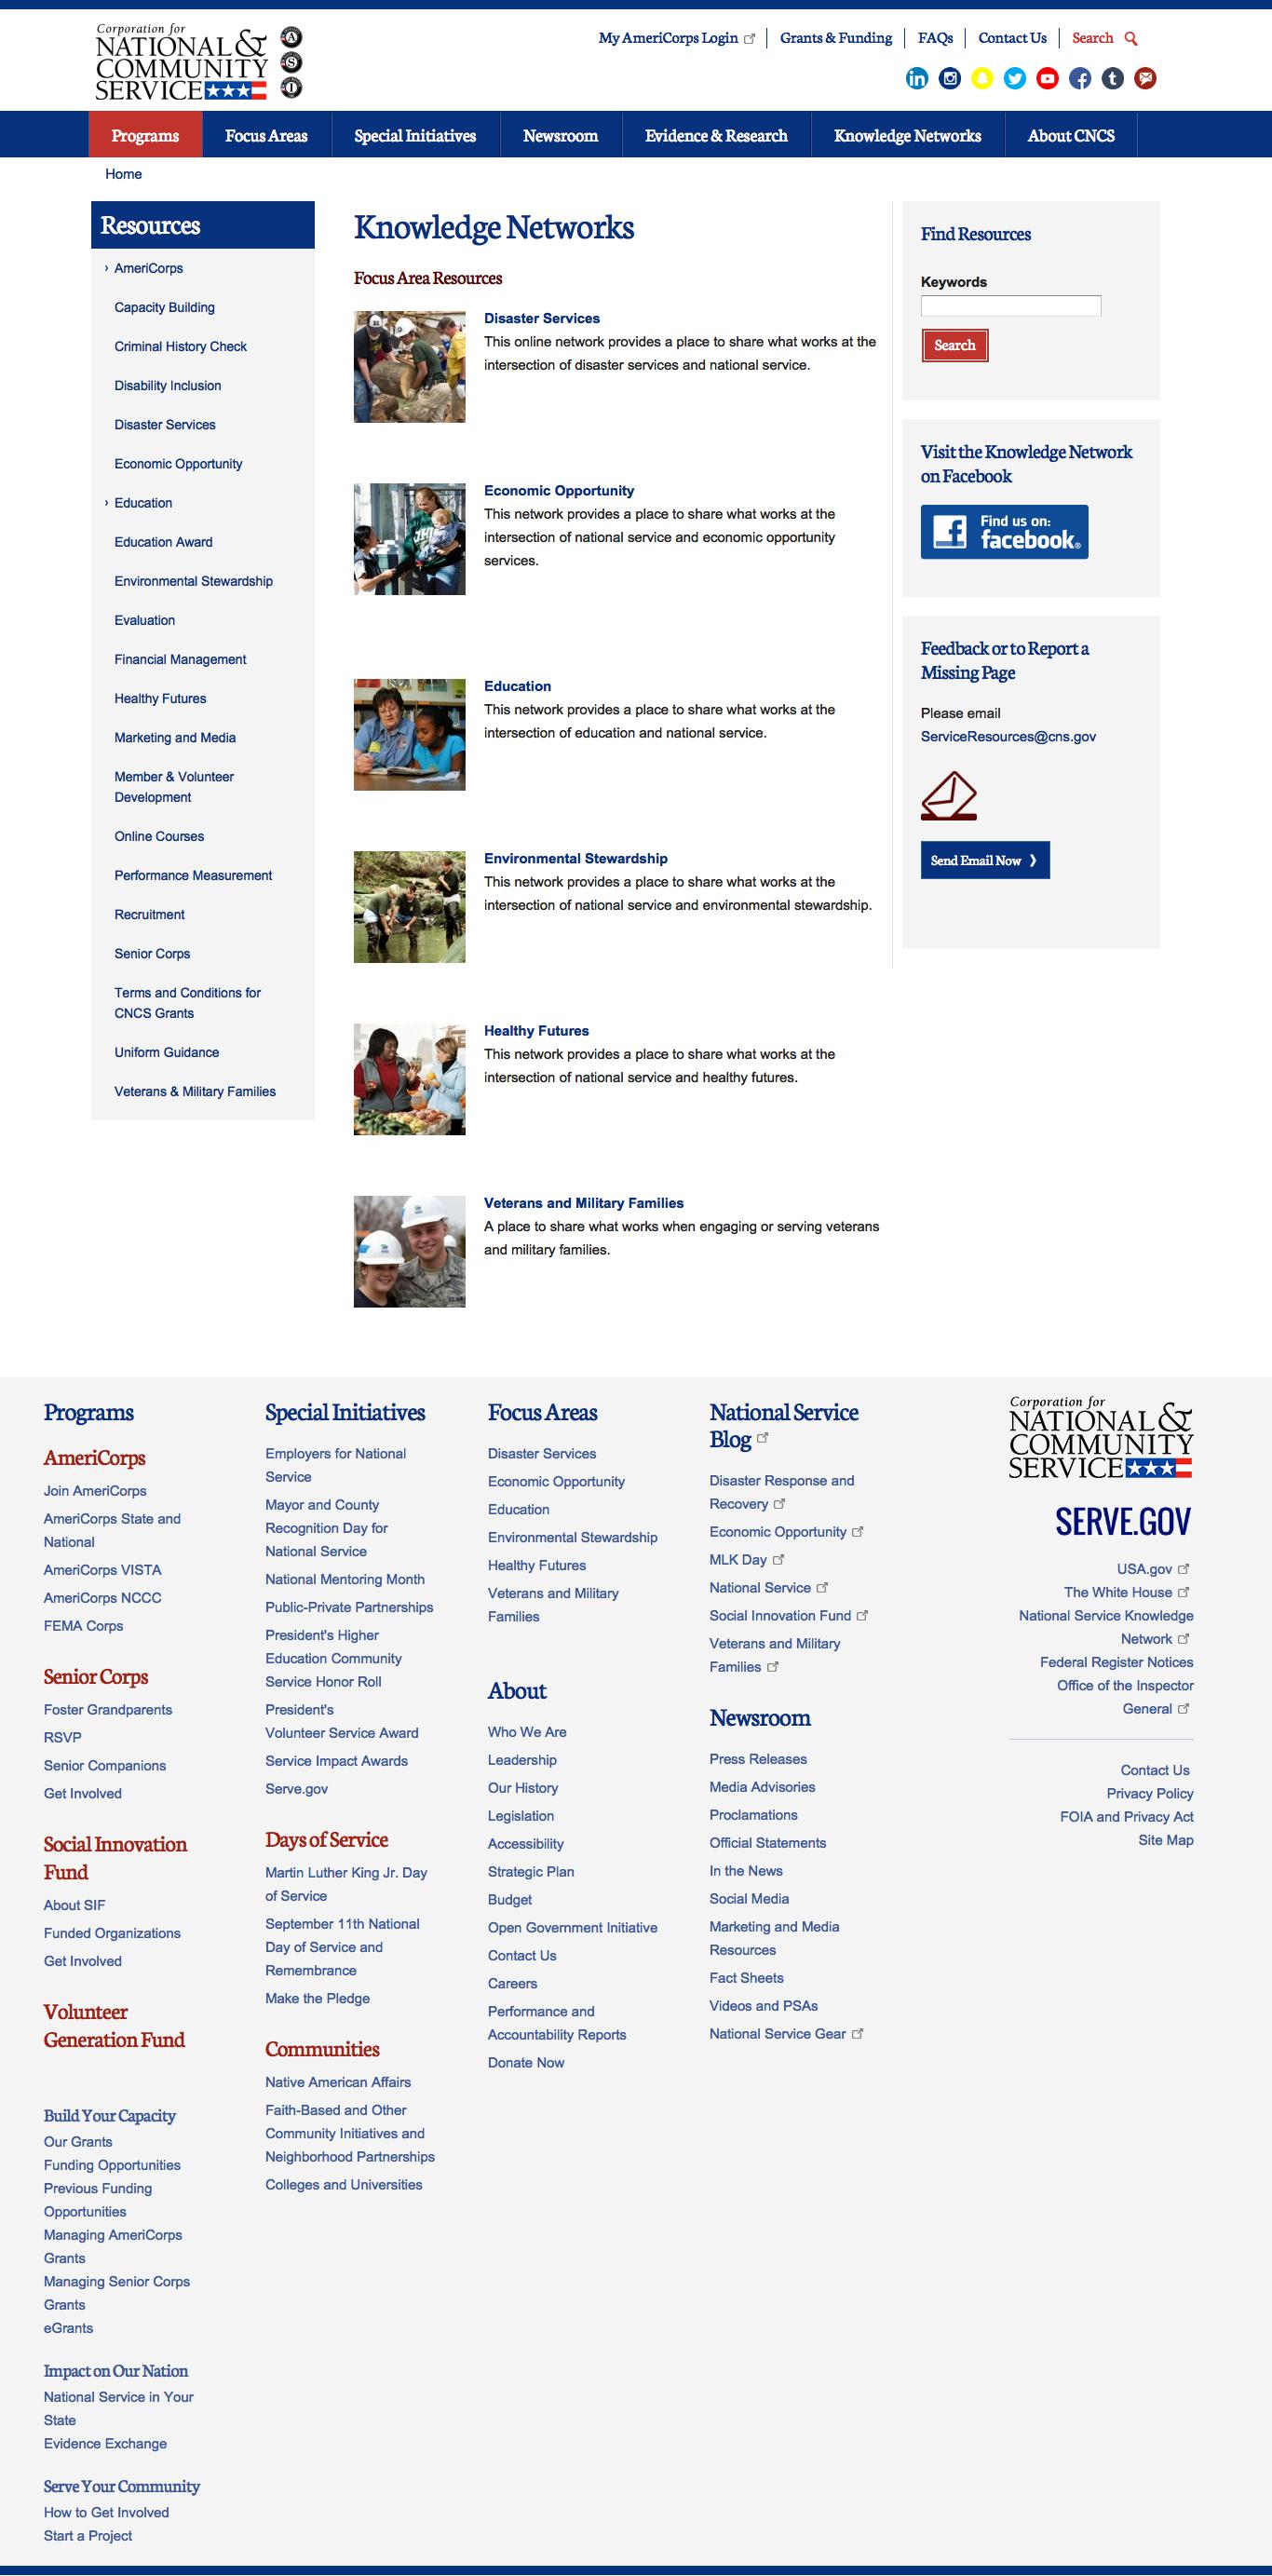 Corporation for
NATIONAL &
COMMUNITY
SERVICE
A
S
I
My AmeriCorps Login
Grants & Funding
FAQs
Contact Us
Search
Programs
Focus Areas
Special Initiatives
Newsroom
Evidence & Research
Knowledge Networks
About CNCS
Home
Resources
› AmeriCorps
Capacity Building
Criminal History Check
Disability Inclusion
Disaster Services
Economic Opportunity
› Education
Education Award
Environmental Stewardship
Evaluation
Financial Management
Healthy Futures
Marketing and Media
Member & Volunteer
Development
Online Courses
Performance Measurement
Recruitment
Senior Corps
Terms and Conditions for
CNCS Grants
Uniform Guidance
Veterans & Military Families
Knowledge Networks
Focus Area Resources
Disaster Services
This online network provides a place to share what works at the
intersection of disaster services and national service.
Economic Opportunity
This network provides a place to share what works at the
intersection of national service and economic opportunity
services.
Education
This network provides a place to share what works at the
intersection of education and national service.
Environmental Stewardship
This network provides a place to share what works at the
intersection of national service and environmental stewardship.
Healthy Futures
This network provides a place to share what works at the
intersection of national service and healthy futures.
Veterans and Military Families
A place to share what works when engaging or serving veterans
and military families.
Find Resources
Keywords
Search
Visit the Knowledge Network
on Facebook
Find us on:
facebook®
Feedback or to Report a
Missing Page
Please email
ServiceResources@cns.gov
Send Email Now ❯
Programs
AmeriCorps
Join AmeriCorps
AmeriCorps State and
National
AmeriCorps VISTA
AmeriCorps NCCC
FEMA Corps
Senior Corps
Foster Grandparents
RSVP
Senior Companions
Get Involved
Social Innovation
Fund
About SIF
Funded Organizations
Get Involved
Volunteer
Generation Fund
Build Your Capacity
Our Grants
Funding Opportunities
Previous Funding
Opportunities
Managing AmeriCorps
Grants
Managing Senior Corps
Grants
eGrants
Impact on Our Nation
National Service in Your
State
Evidence Exchange
Serve Your Community
How to Get Involved
Start a Project
Special Initiatives
Employers for National
Service
Mayor and County
Recognition Day for
National Service
National Mentoring Month
Public-Private Partnerships
President's Higher
Education Community
Service Honor Roll
President's
Volunteer Service Award
Service Impact Awards
Serve.gov
Days of Service
Martin Luther King Jr. Day
of Service
September 11th National
Day of Service and
Remembrance
Make the Pledge
Communities
Native American Affairs
Faith-Based and Other
Community Initiatives and
Neighborhood Partnerships
Colleges and Universities
Focus Areas
Disaster Services
Economic Opportunity
Education
Environmental Stewardship
Healthy Futures
Veterans and Military
Families
About
Who We Are
Leadership
Our History
Legislation
Accessibility
Strategic Plan
Budget
Open Government Initiative
Contact Us
Careers
Performance and
Accountability Reports
Donate Now
National Service
Blog
Disaster Response and
Recovery
Economic Opportunity
MLK Day
National Service
Social Innovation Fund
Veterans and Military
Families
Newsroom
Press Releases
Media Advisories
Proclamations
Official Statements
In the News
Social Media
Marketing and Media
Resources
Fact Sheets
Videos and PSAs
National Service Gear
Corporation for
NATIONAL &
COMMUNITY
SERVICE
SERVE.GOV
USA.gov
The White House
National Service Knowledge
Network
Federal Register Notices
Office of the Inspector
General
Contact Us
Privacy Policy
FOIA and Privacy Act
Site Map